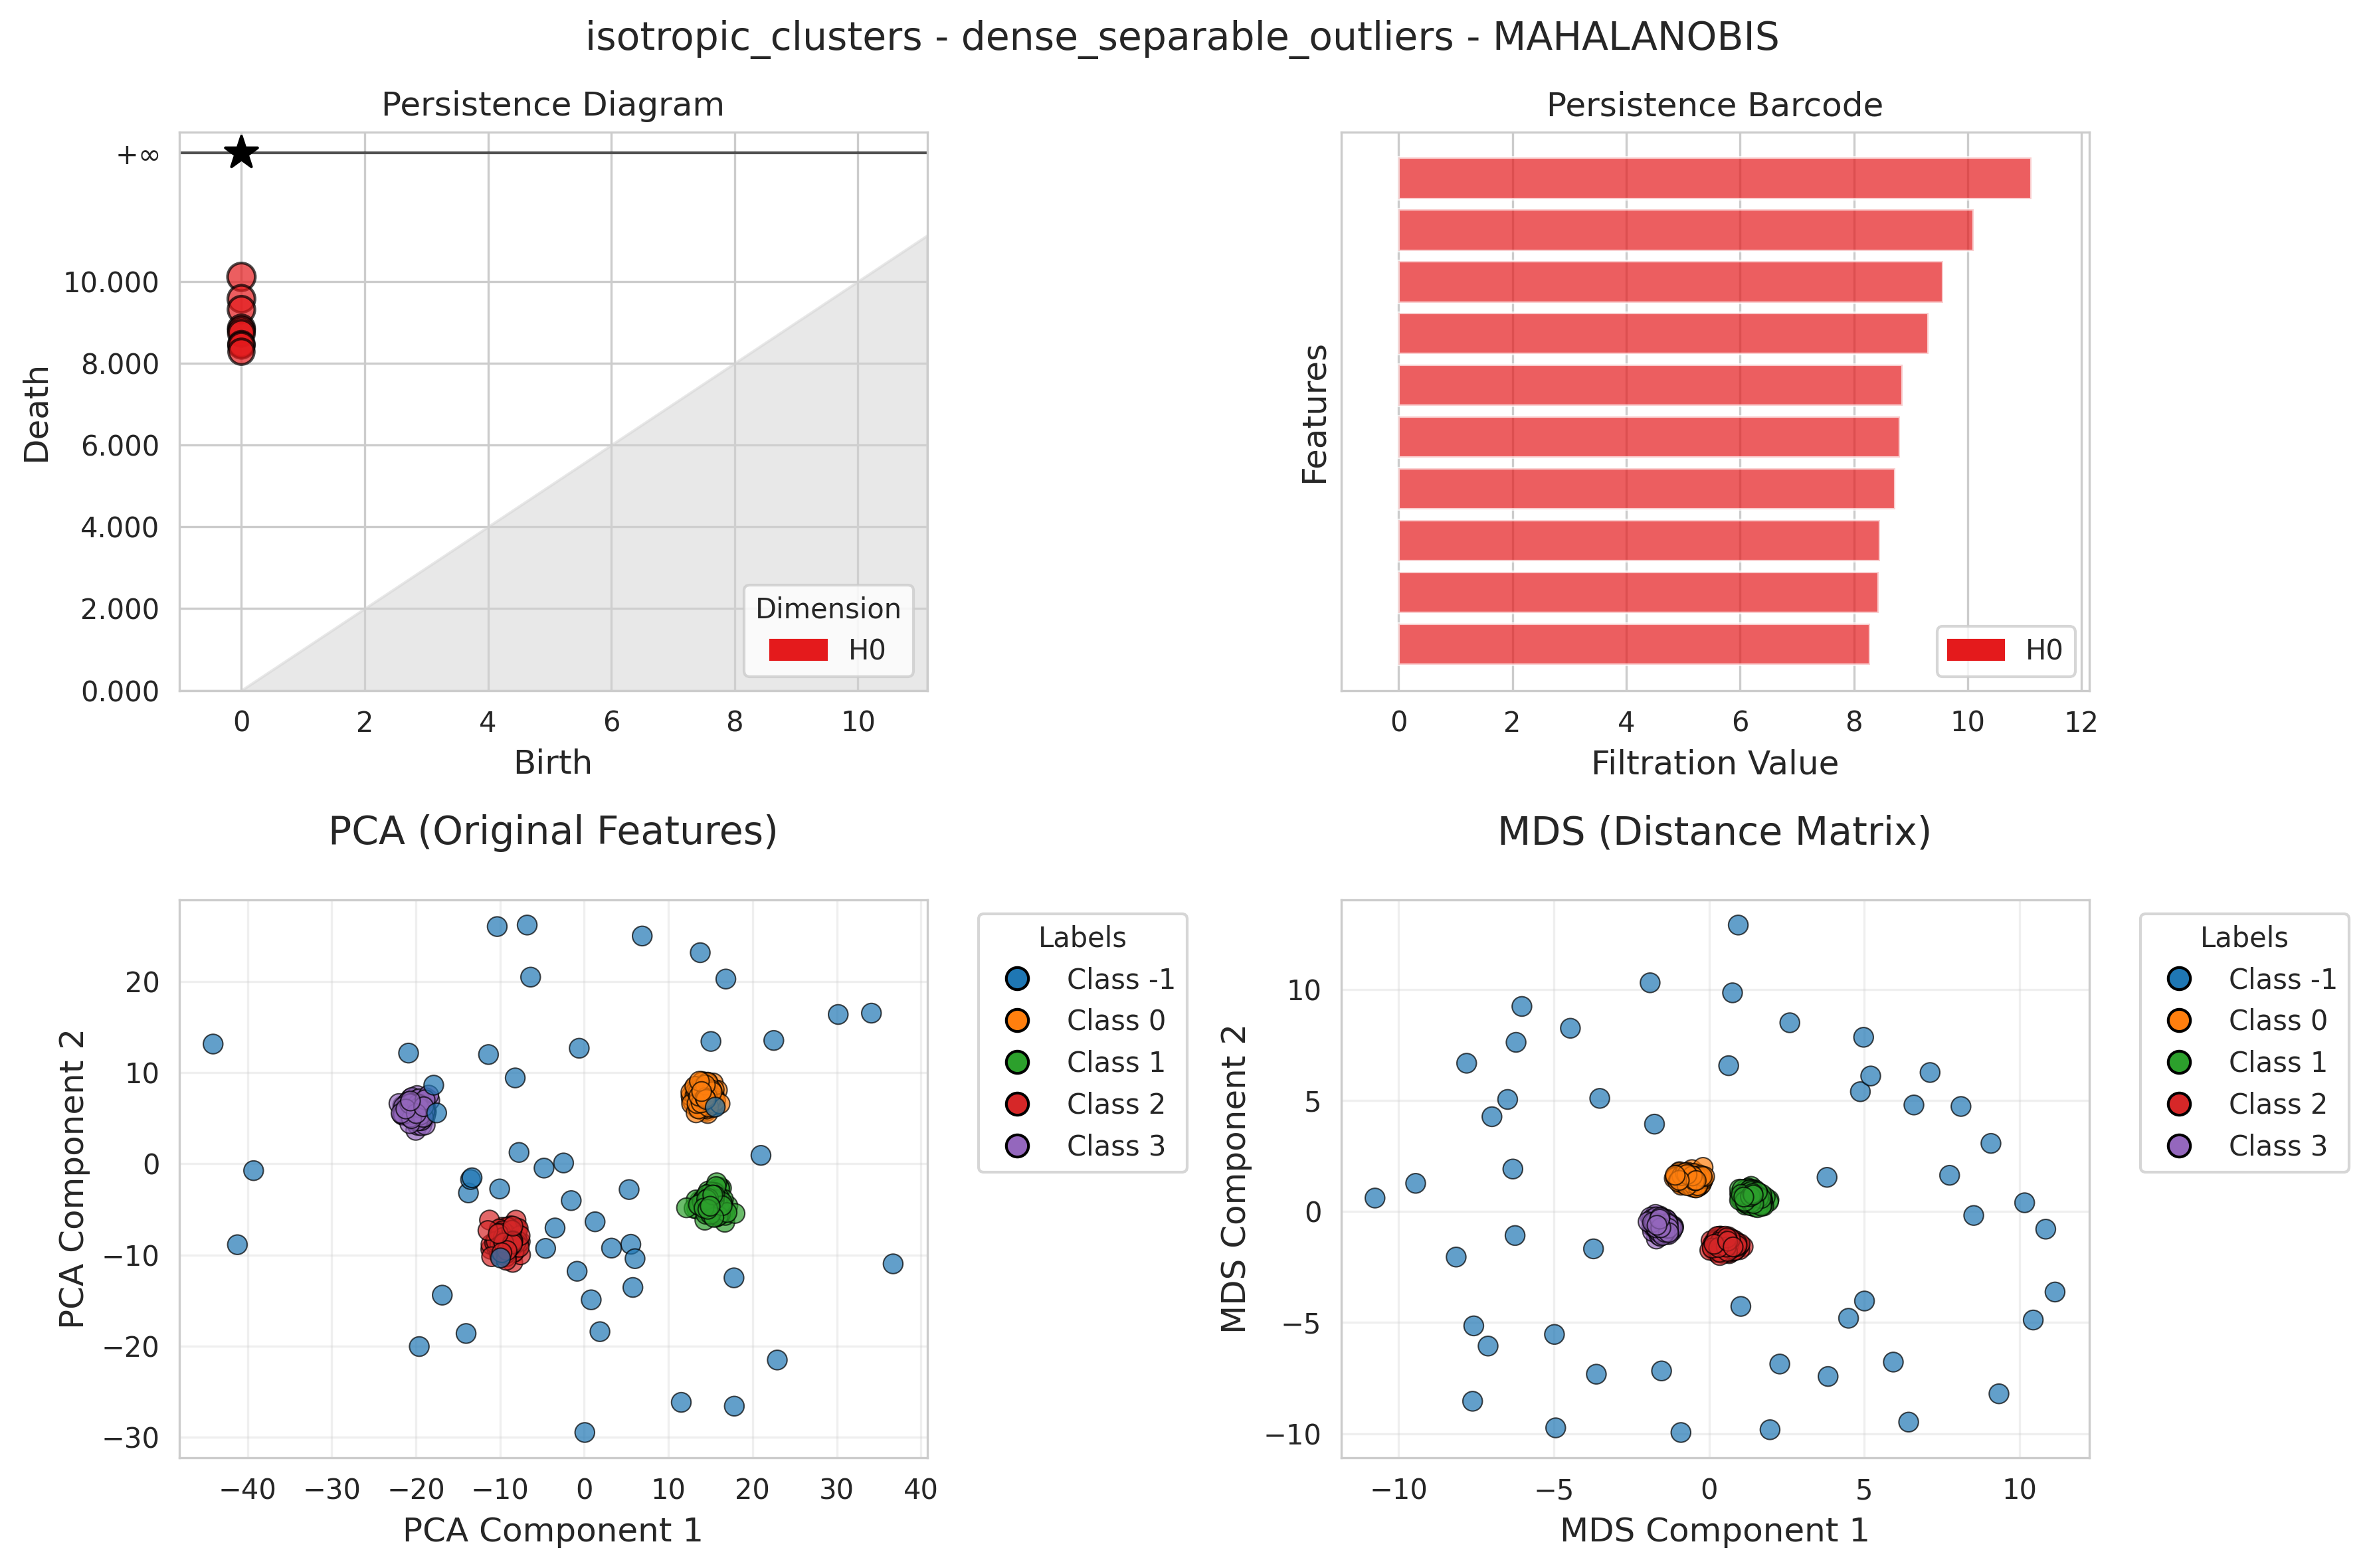 isotropic_clusters - dense_separable_outliers - MAHALANOBIS
Persistence Diagram
+∞
10.000
8.000
6.000
4.000
2.000
0.000
Death
0 2 4 6 8 10
Birth
Dimension
H0
Persistence Barcode
Features
0 2 4 6 8 10 12
Filtration Value
H0
PCA (Original Features)
20
10
0
−10
−20
−30
PCA Component 2
−40 −30 −20 −10 0 10 20 30 40
PCA Component 1
Labels
Class -1
Class 0
Class 1
Class 2
Class 3
MDS (Distance Matrix)
10
5
0
−5
−10
MDS Component 2
−10 −5 0 5 10
MDS Component 1
Labels
Class -1
Class 0
Class 1
Class 2
Class 3